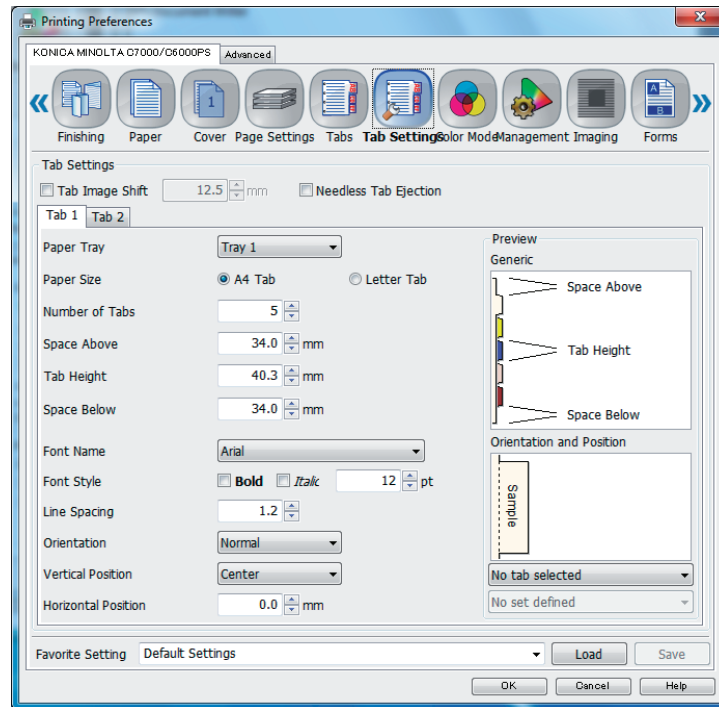 Printing Preferences
KONICA MINOLTA C7000/C6000PS Advanced
1 A B
Finishing Paper Cover Page Settings Tabs Tab Settings Color Mode Management Imaging Forms
Tab Settings
Tab Image Shift 12.5 mm Needless Tab Ejection
Tab 1 Tab 2
Paper Tray Tray 1
Paper Size A4 Tab Letter Tab
Number of Tabs 5
Space Above 34.0 mm
Tab Height 40.3 mm
Space Below 34.0 mm
Font Name Arial
Font Style Bold Italic 12 pt
Line Spacing 1.2
Orientation Normal
Vertical Position Center
Horizontal Position 0.0 mm
Preview
Generic
Space Above
Tab Height
Space Below
Orientation and Position
Sample
No tab selected
No set defined
Favorite Setting Default Settings Load Save
OK Cancel Help